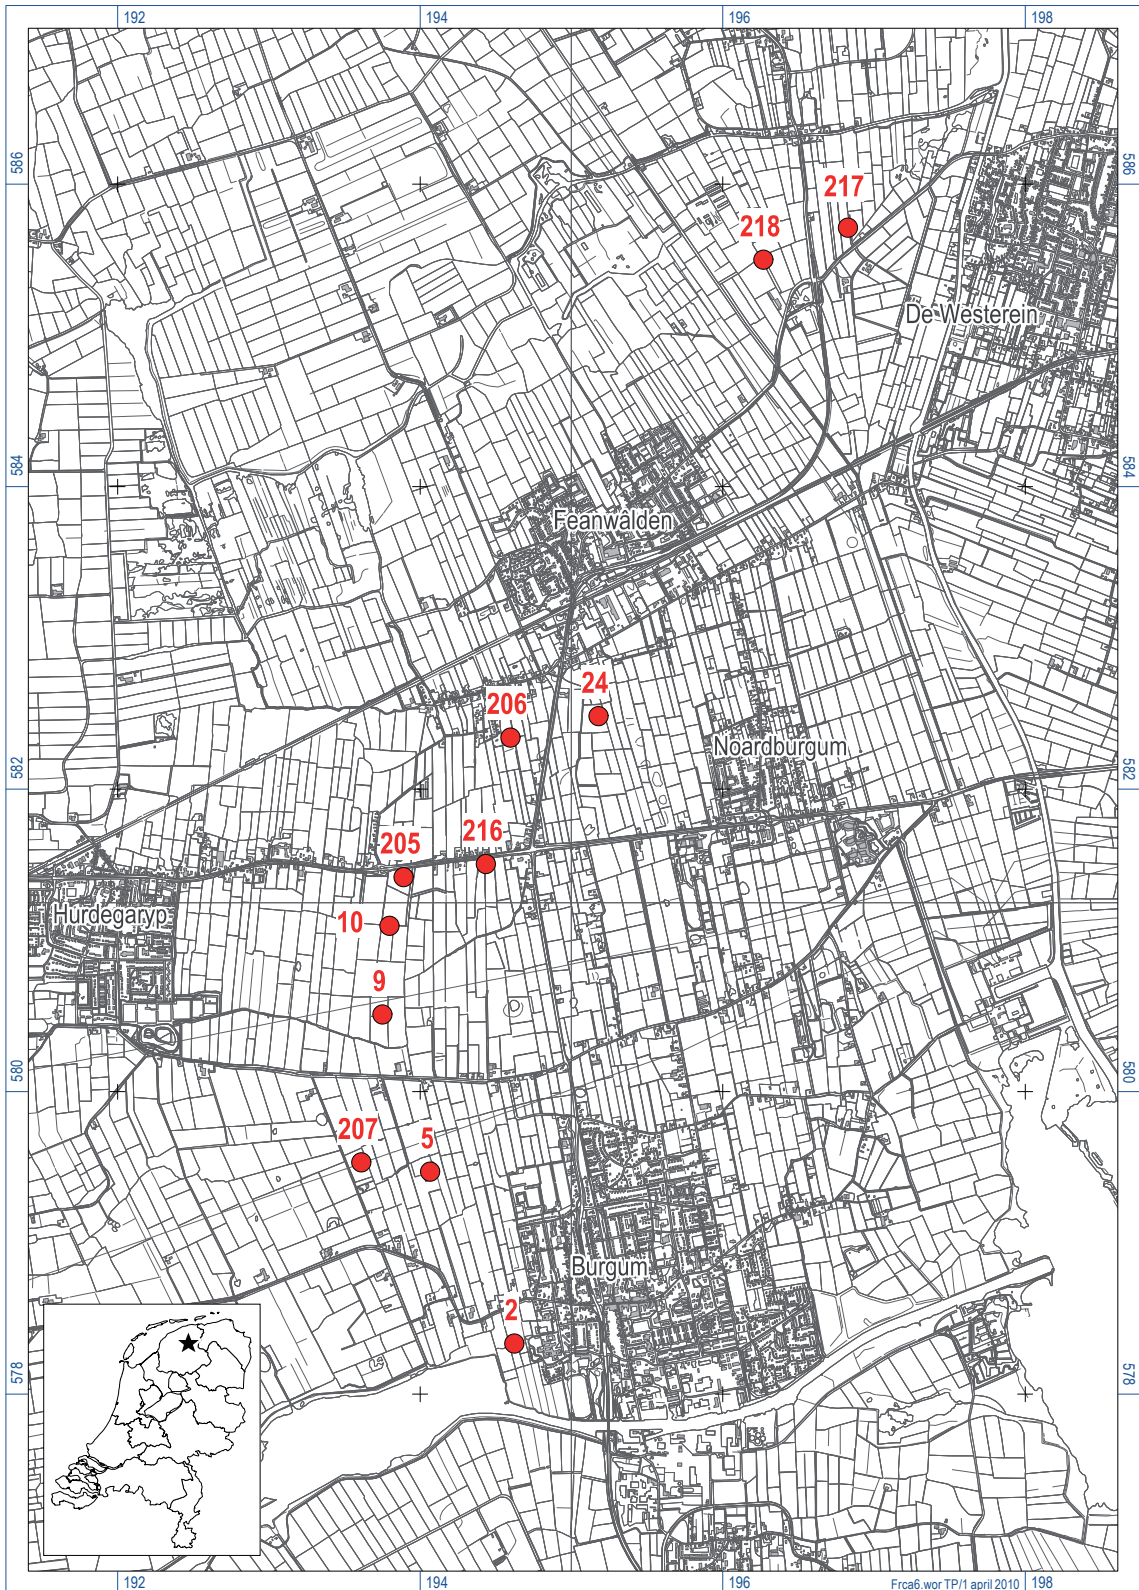 192 194 196 198
586 586
217
218
De Westerein
584 584
Feanwâlden
24
206
Noardburgum
582 582
216
205
Hurdegaryp
10
9
580 580
207 5
Burgum
2
578 578
192 194 196 Frca6.wor TP/1 april 2010 198